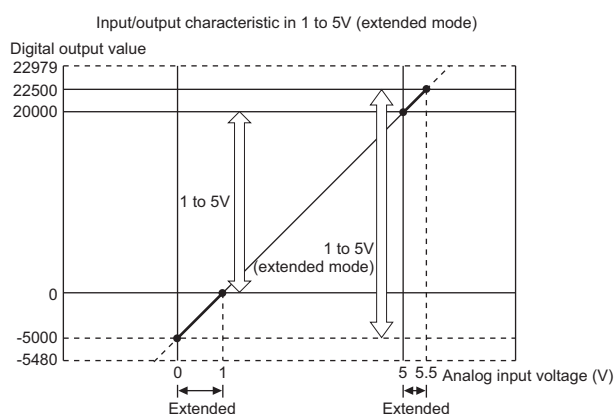 Input/output characteristic in 1 to 5V (extended mode)
Digital output value
22979
22500
20000
1 to 5V
1 to 5V
(extended mode)
0
-5000
-5480
0 1 5 5.5 Analog input voltage (V)
Extended Extended